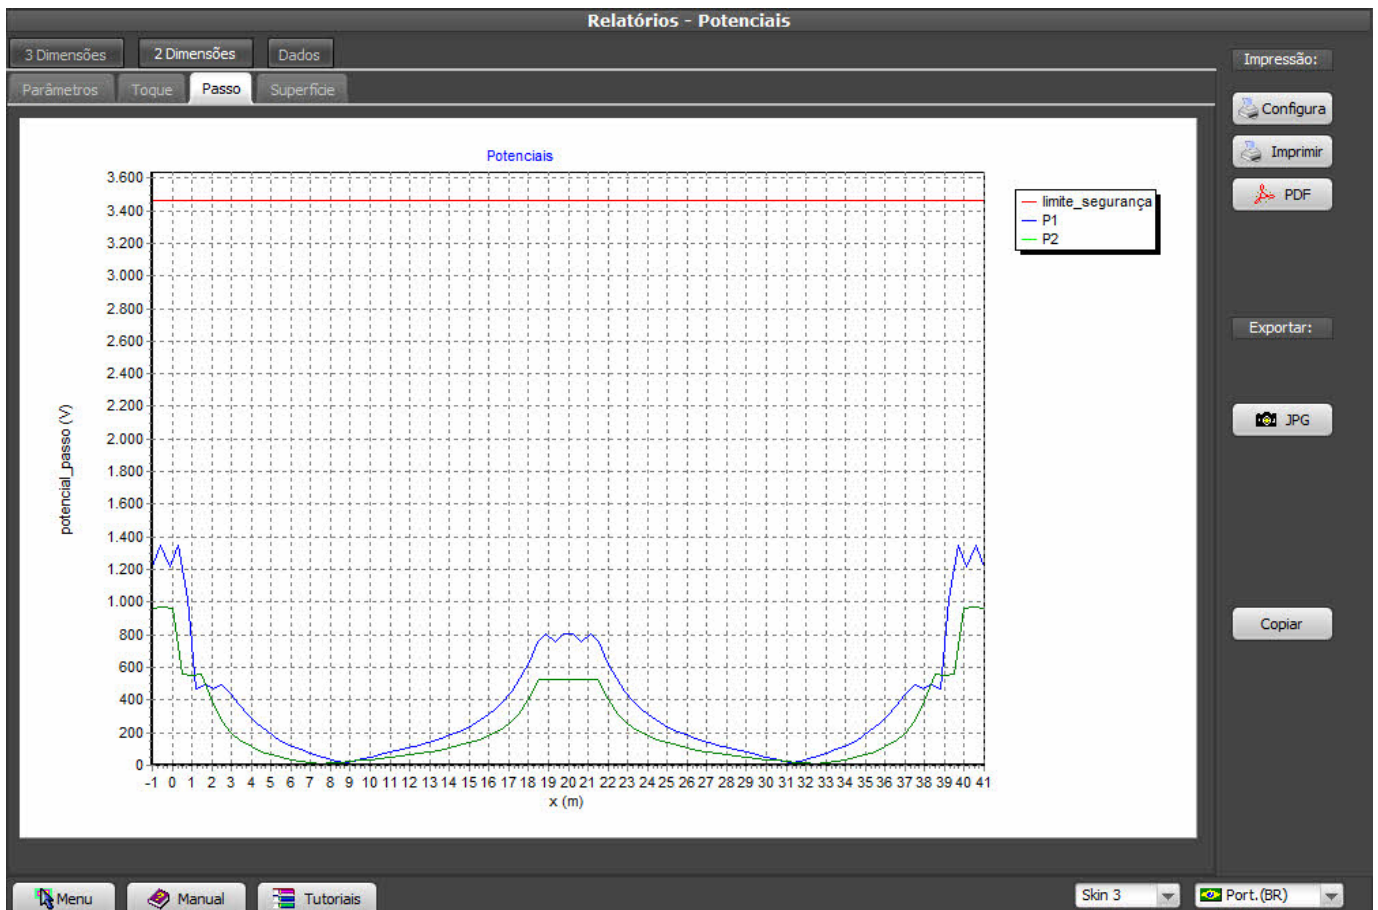 Relatórios - Potenciais
3 Dimensões 2 Dimensões Dados
Parâmetros Toque Passo Superfície
Impressão:
Configura
Imprimir
PDF
Exportar:
JPG
Copiar
Potenciais
3.600
3.400
3.200
3.000
2.800
2.600
2.400
2.200
2.000
1.800
1.600
1.400
1.200
1.000
800
600
400
200
0
potencial_passo (V)
-1 0 1 2 3 4 5 6 7 8 9 10 11 12 13 14 15 16 17 18 19 20 21 22 23 24 25 26 27 28 29 30 31 32 33 34 35 36 37 38 39 40 41
x (m)
limite_segurança
P1
P2
Menu Manual Tutoriais Skin 3 Port.(BR)